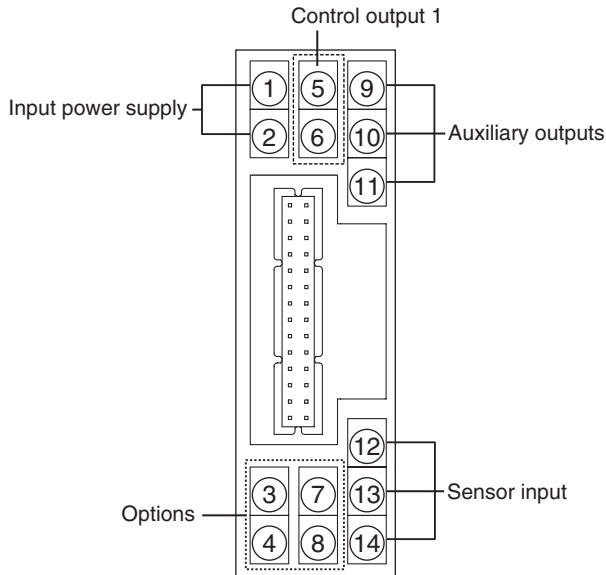 Control output 1
1 5 9
Input power supply
2 6 10 Auxiliary outputs
11
12
3 7 13 Sensor input
Options
4 8 14